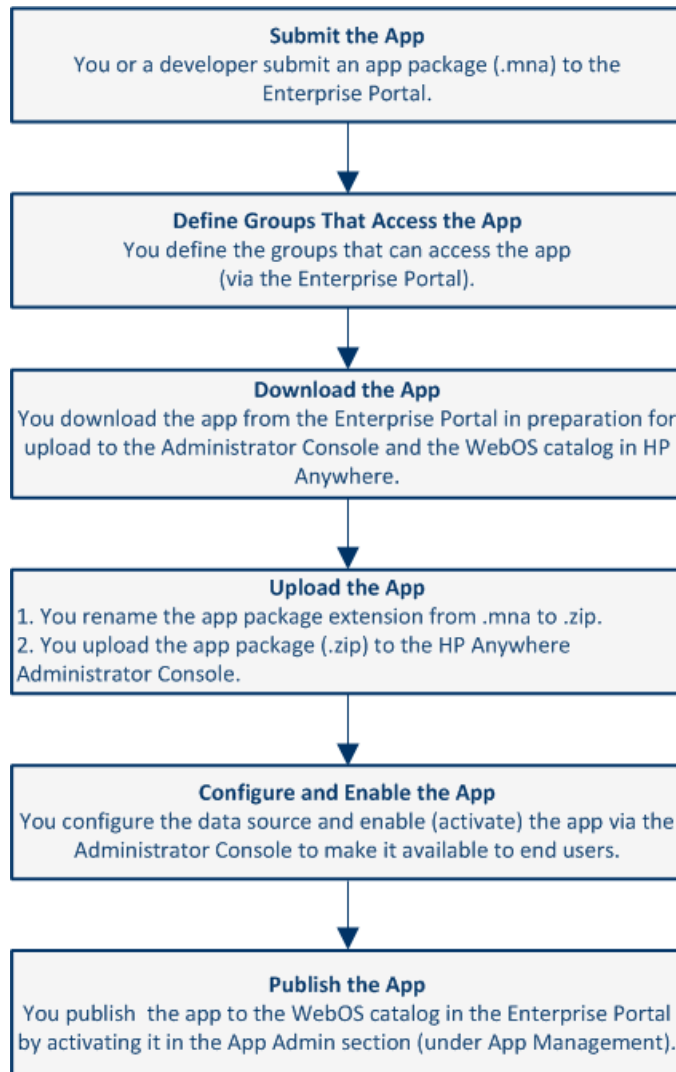 Submit the App
You or a developer submit an app package (.mna) to the
Enterprise Portal.
Define Groups That Access the App
You define the groups that can access the app
(via the Enterprise Portal).
Download the App
You download the app from the Enterprise Portal in preparation for
upload to the Administrator Console and the WebOS catalog in HP
Anywhere.
Upload the App
1. You rename the app package extension from .mna to .zip.
2. You upload the app package (.zip) to the HP Anywhere
Administrator Console.
Configure and Enable the App
You configure the data source and enable (activate) the app via the
Administrator Console to make it available to end users.
Publish the App
You publish the app to the WebOS catalog in the Enterprise Portal
by activating it in the App Admin section (under App Management).